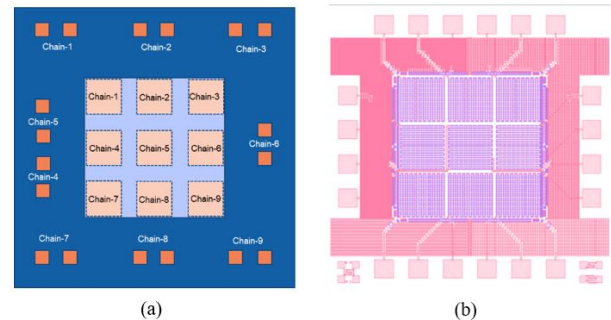 Chain-1 Chain-2 Chain-3
Chain-1 Chain-2 Chain-3
Chain-5
Chain-4 Chain-5 Chain-6
Chain-6
Chain-4
Chain-7 Chain-8 Chain-9
Chain-7 Chain-8 Chain-9
(a) (b)